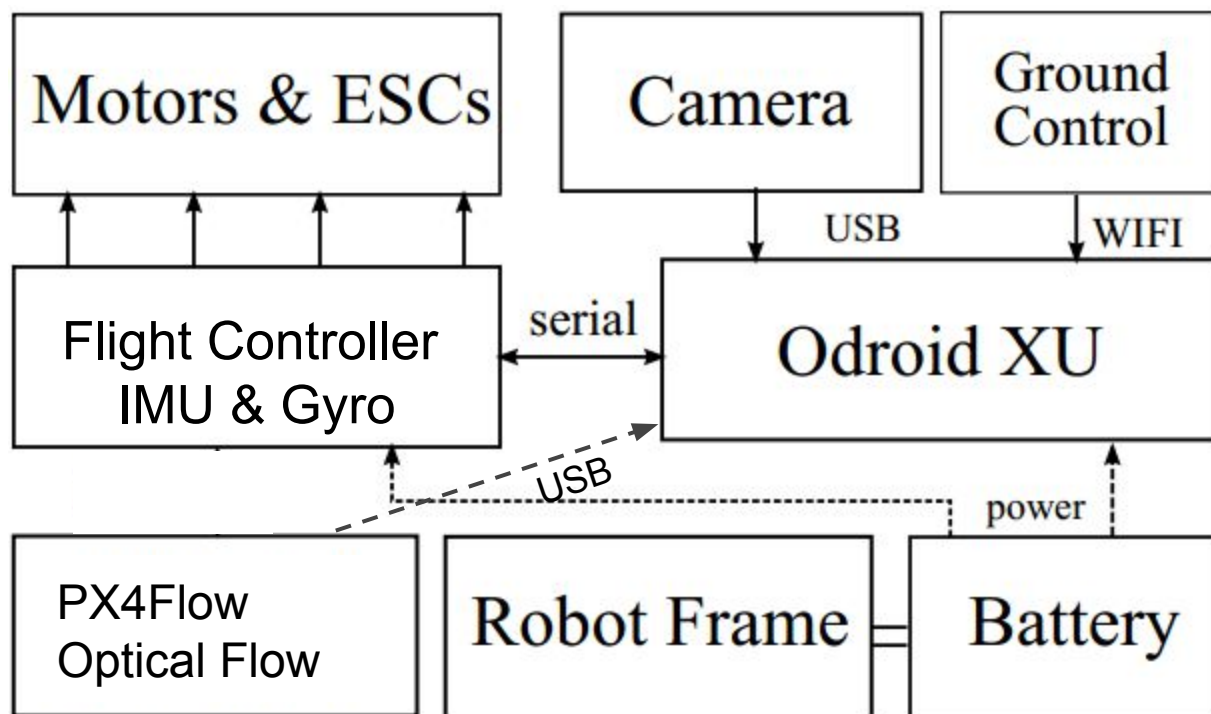 Motors & ESCs
Camera
Ground
Control
USB
WIFI
Flight Controller
IMU & Gyro
serial
Odroid XU
USB
power
PX4Flow
Optical Flow
Robot Frame
Battery